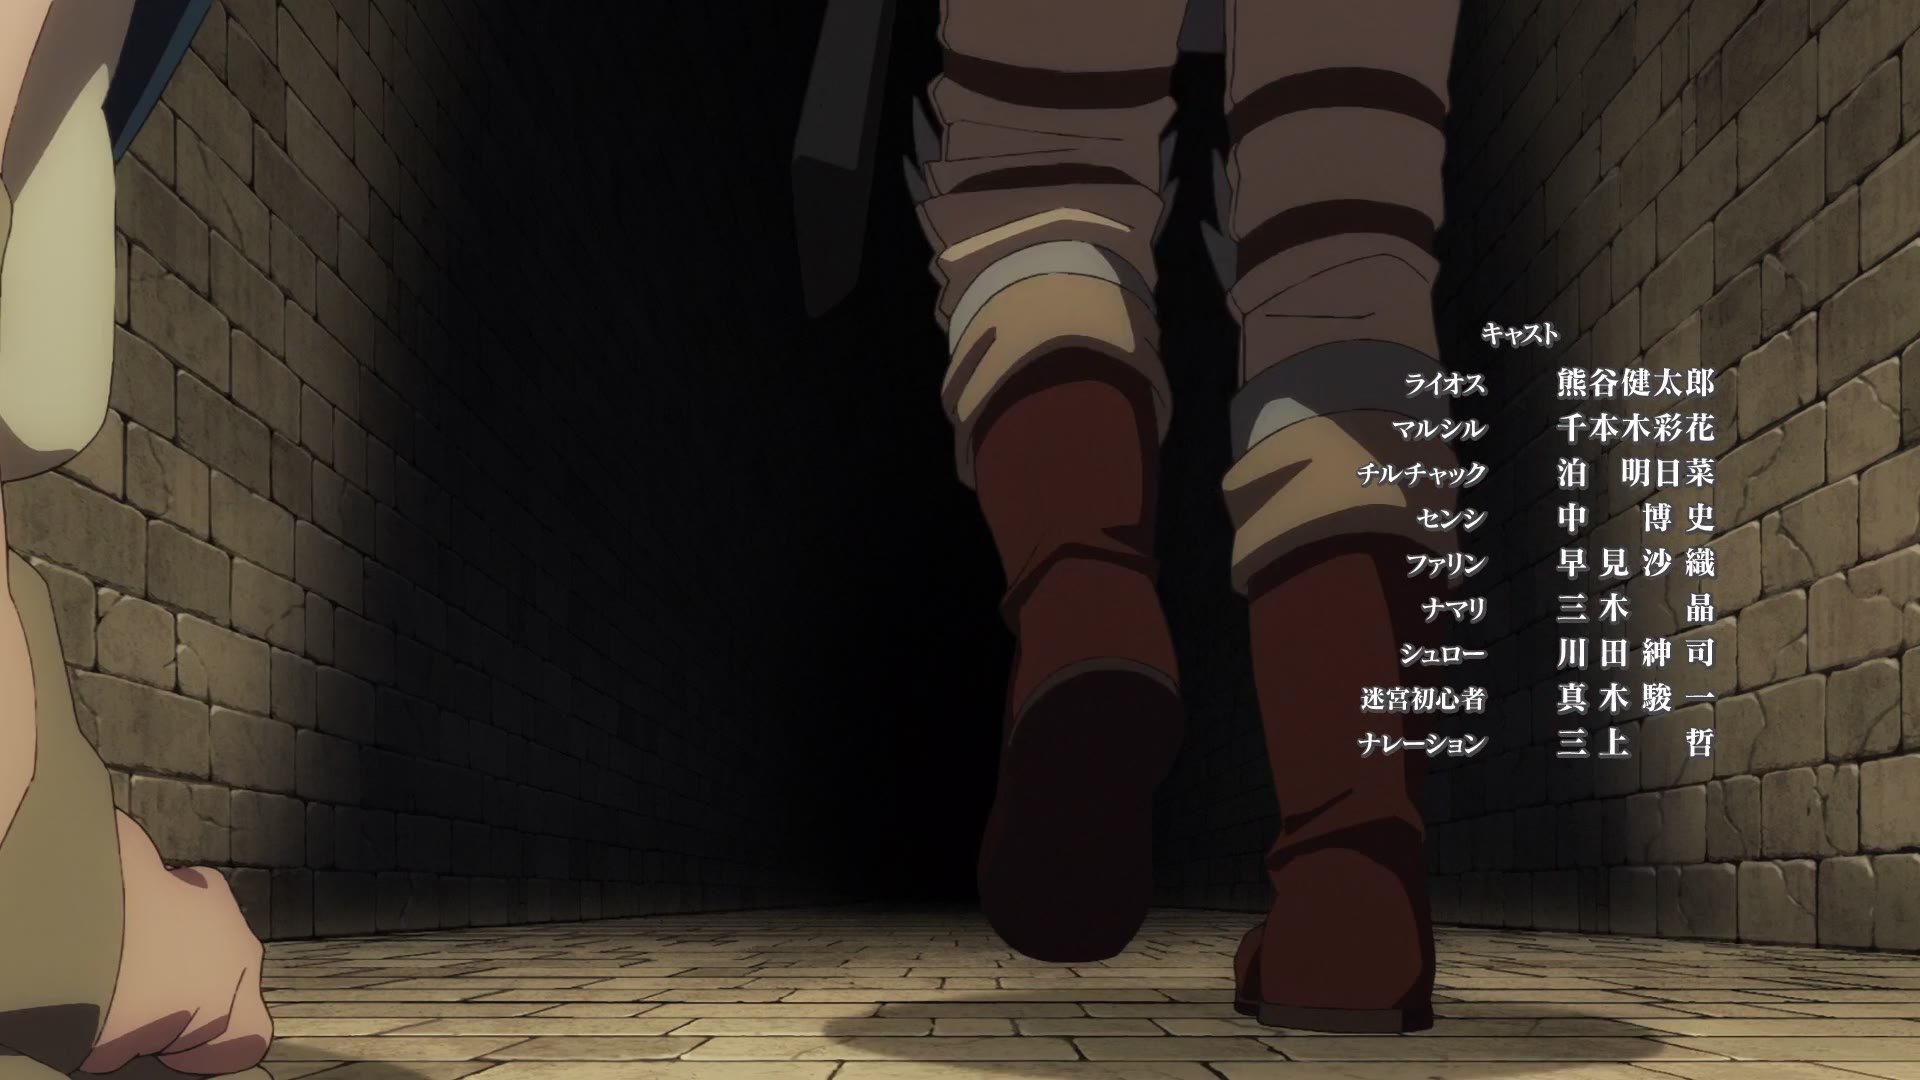 キャスト
ライオス 熊谷健太郎
マルシル 千本木彩花
チルチャック 泊 明日菜
センシ 中 博史
ファリン 早見沙織
ナマリ 三木 晶
シュロー 川田紳司
迷宮初心者 真木駿一
ナレーション 三上 哲